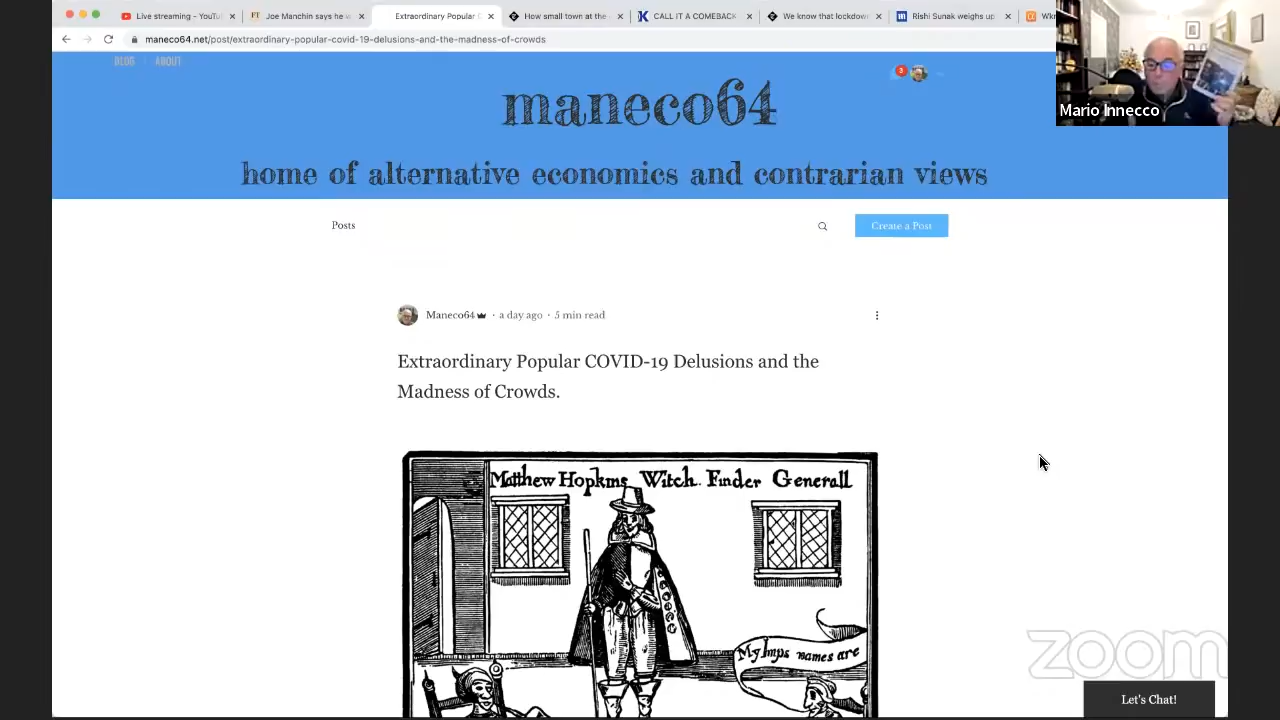 Live streaming - YouTu
Joe Manchin says he w
Extraordinary Popular C
How small town at the
CALL IT A COMEBACK
We know that lockdow
Rishi Sunak weighs up
maneco64.net/post/extraordinary-popular-covid-19-delusions-and-the-madness-of-crowds
BLOG ABOUT
3
Mario Innecco
maneco64
home of alternative economics and contrarian views
Posts
Create a Post
Maneco64 · a day ago · 5 min read
Extraordinary Popular COVID-19 Delusions and the
Madness of Crowds.
Matthew Hopkins Witch Finder Generall
My Imps names are
zoom
Let's Chat!